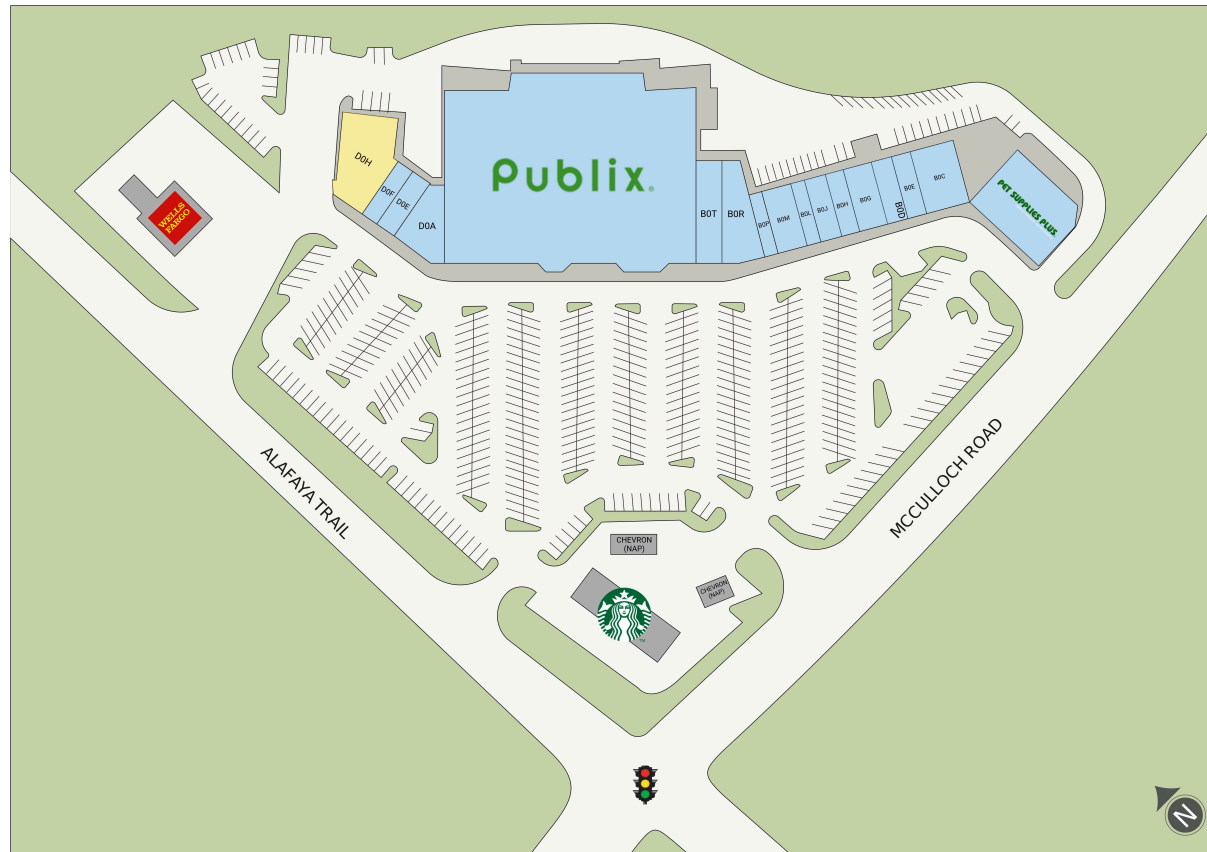 Publix.
D0H
D0F
D0E
D0A
B0T
B0R
B0P
B0M
B0L
B0J
B0H
B0G
B0D
B0E
B0C
PET SUPPLIES PLUS
WELLS
FARGO
ALAFAYA TRAIL
MCCULLOCH ROAD
CHEVRON
(NAP)
CHEVRON
(NAP)
TM
N